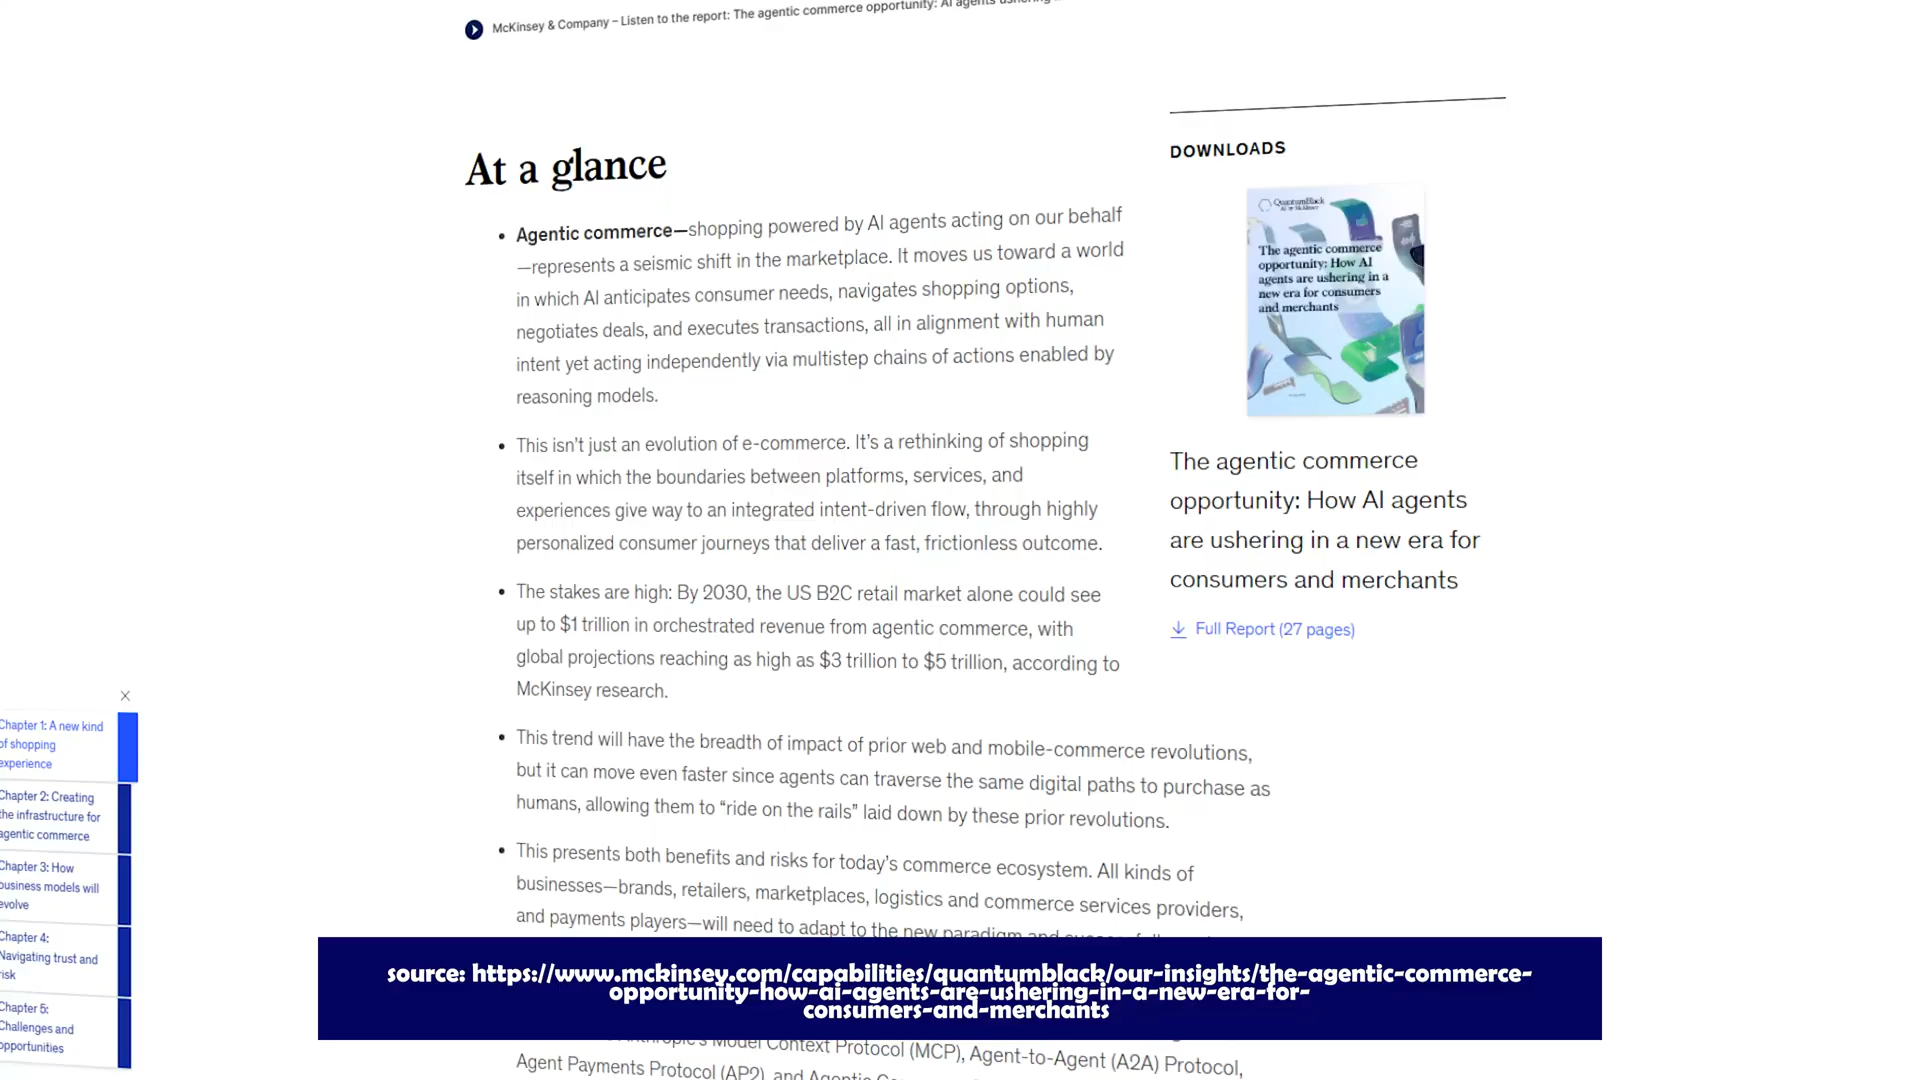 McKinsey & Company – Listen to the report: The agentic commerce opportunity: AI agents
At a glance
• Agentic commerce—shopping powered by AI agents acting on our behalf
—represents a seismic shift in the marketplace. It moves us toward a world
in which AI anticipates consumer needs, navigates shopping options,
negotiates deals, and executes transactions, all in alignment with human
intent yet acting independently via multistep chains of actions enabled by
reasoning models.
• This isn’t just an evolution of e-commerce. It’s a rethinking of shopping
itself in which the boundaries between platforms, services, and
experiences give way to an integrated intent-driven flow, through highly
personalized consumer journeys that deliver a fast, frictionless outcome.
• The stakes are high: By 2030, the US B2C retail market alone could see
up to $1 trillion in orchestrated revenue from agentic commerce, with
global projections reaching as high as $3 trillion to $5 trillion, according to
McKinsey research.
• This trend will have the breadth of impact of prior web and mobile-commerce revolutions,
but it can move even faster since agents can traverse the same digital paths to purchase as
humans, allowing them to “ride on the rails” laid down by these prior revolutions.
• This presents both benefits and risks for today’s commerce ecosystem. All kinds of
businesses—brands, retailers, marketplaces, logistics and commerce services providers,
and payments players—will need to adapt to the new paradigm and
Model Context Protocol (MCP), Agent-to-Agent (A2A) Protocol,
Agent Payments Protocol (AP2), and Agentic
DOWNLOADS
QuantumBlack
AI by McKinsey
The agentic commerce
opportunity: How AI
agents are ushering in a
new era for consumers
and merchants
The agentic commerce
opportunity: How AI agents
are ushering in a new era for
consumers and merchants
Full Report (27 pages)
Chapter 1: A new kind
of shopping
experience
Chapter 2: Creating
the infrastructure for
agentic commerce
Chapter 3: How
business models will
evolve
Chapter 4:
Navigating trust and
risk
Chapter 5:
Challenges and
opportunities
source: https://www.mckinsey.com/capabilities/quantumblack/our-insights/the-agentic-commerce-
opportunity-how-ai-agents-are-ushering-in-a-new-era-for-
consumers-and-merchants